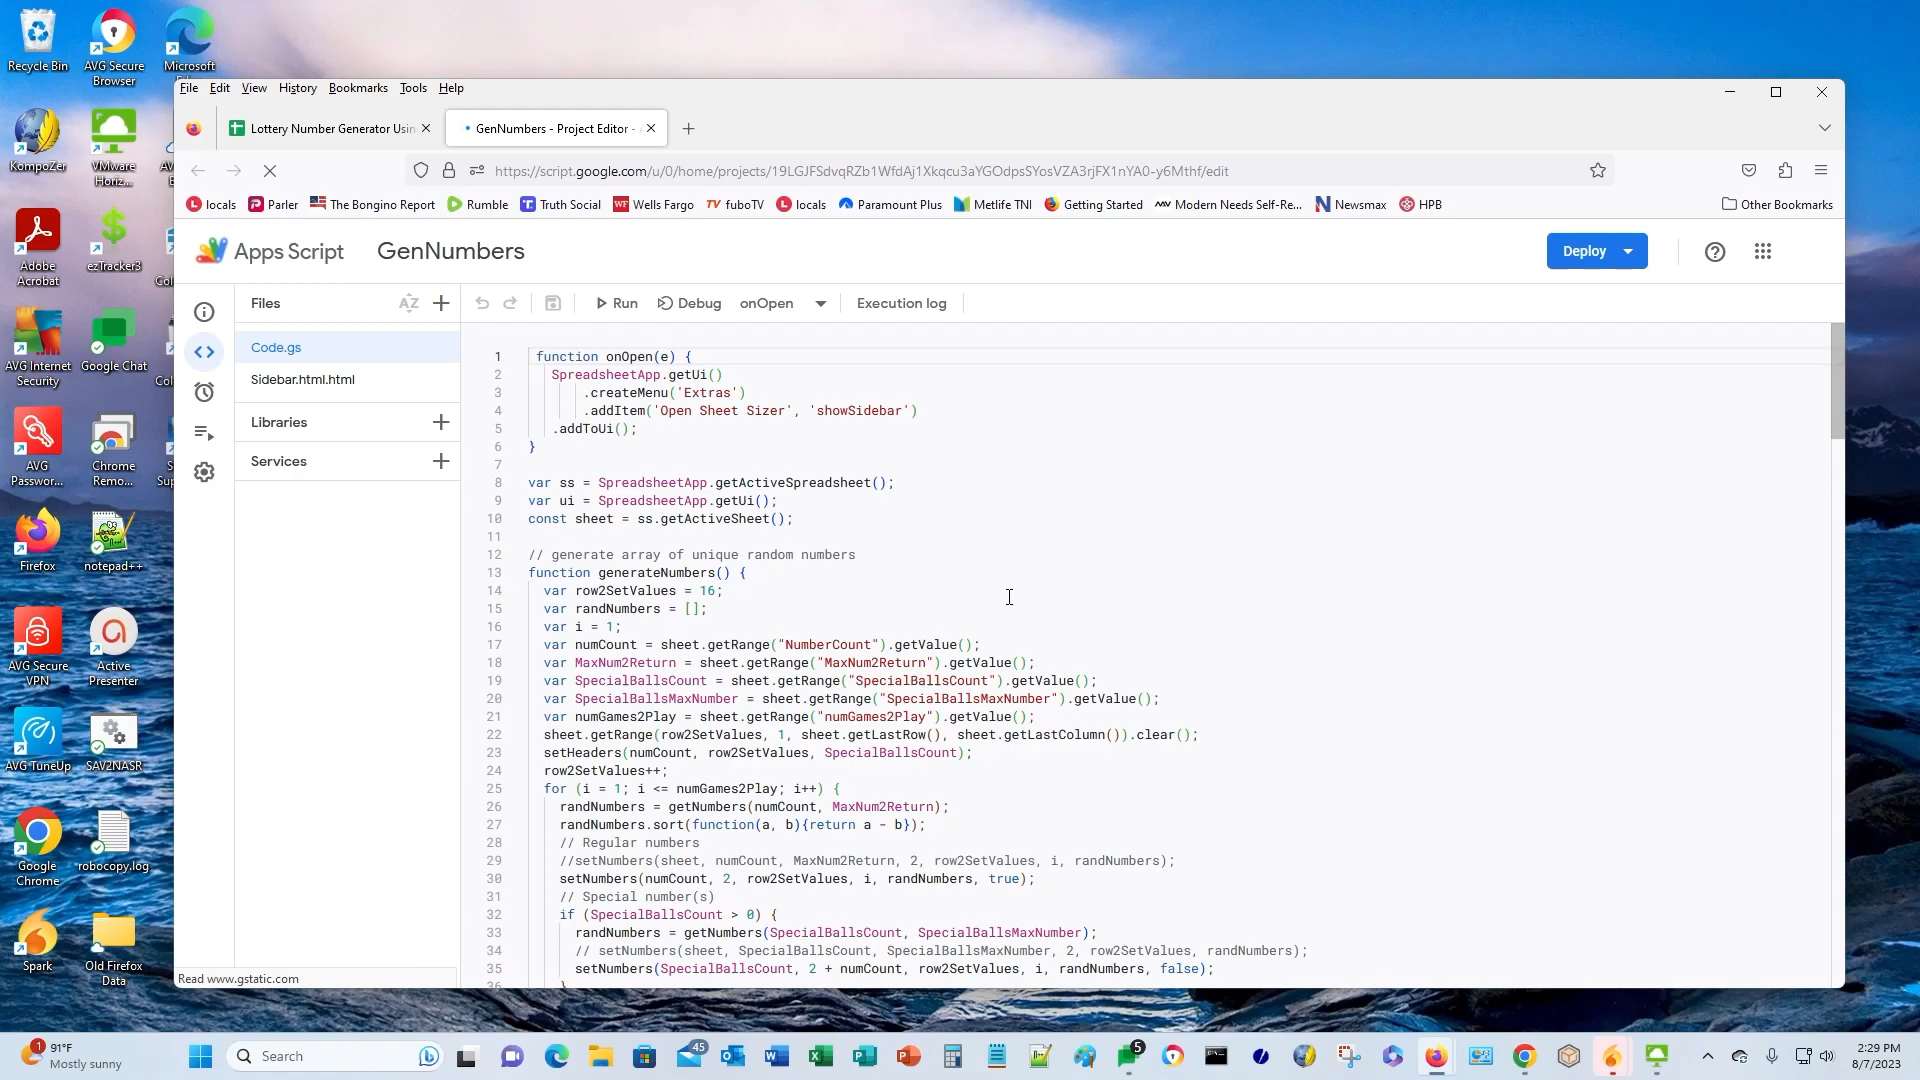 Recycle Bin
AVG Secure Browser
Microsoft
KompoZer
VMware Horiz...
Adobe Acrobat
ezTracker3
AVG Internet Security
Google Chat
AVG Passwor...
Chrome Remo...
Firefox
notepad++
AVG Secure VPN
Active Presenter
AVG TuneUp
SAV2NASR
Google Chrome
robocopy.log
Spark
Old Firefox Data
File Edit View History Bookmarks Tools Help
Lottery Number Generator Usin
GenNumbers - Project Editor -
https://script.google.com/u/0/home/projects/19LGJFSdvqRZb1WfdAj1Xkqcu3aYGOdpsSYosVZA3rjFX1nYA0-y6Mthf/edit
locals Parler The Bongino Report Rumble Truth Social Wells Fargo fuboTV locals Paramount Plus Metlife TNI Getting Started Modern Needs Self-Re... Newsmax HPB Other Bookmarks
Apps Script GenNumbers Deploy
Files AZ
Run Debug onOpen Execution log
Code.gs
Sidebar.html.html
Libraries
Services
1 function onOpen(e) {
2 SpreadsheetApp.getUi()
3 .createMenu('Extras')
4 .addItem('Open Sheet Sizer', 'showSidebar')
5 .addToUi();
6 }
7
8 var ss = SpreadsheetApp.getActiveSpreadsheet();
9 var ui = SpreadsheetApp.getUi();
10 const sheet = ss.getActiveSheet();
11
12 // generate array of unique random numbers
13 function generateNumbers() {
14 var row2SetValues = 16;
15 var randNumbers = [];
16 var i = 1;
17 var numCount = sheet.getRange("NumberCount").getValue();
18 var MaxNum2Return = sheet.getRange("MaxNum2Return").getValue();
19 var SpecialBallsCount = sheet.getRange("SpecialBallsCount").getValue();
20 var SpecialBallsMaxNumber = sheet.getRange("SpecialBallsMaxNumber").getValue();
21 var numGames2Play = sheet.getRange("numGames2Play").getValue();
22 sheet.getRange(row2SetValues, 1, sheet.getLastRow(), sheet.getLastColumn()).clear();
23 setHeaders(numCount, row2SetValues, SpecialBallsCount);
24 row2SetValues++;
25 for (i = 1; i <= numGames2Play; i++) {
26 randNumbers = getNumbers(numCount, MaxNum2Return);
27 randNumbers.sort(function(a, b){return a - b});
28 // Regular numbers
29 //setNumbers(sheet, numCount, MaxNum2Return, 2, row2SetValues, i, randNumbers);
30 setNumbers(numCount, 2, row2SetValues, i, randNumbers, true);
31 // Special number(s)
32 if (SpecialBallsCount > 0) {
33 randNumbers = getNumbers(SpecialBallsCount, SpecialBallsMaxNumber);
34 // setNumbers(sheet, SpecialBallsCount, SpecialBallsMaxNumber, 2, row2SetValues, randNumbers);
35 setNumbers(SpecialBallsCount, 2 + numCount, row2SetValues, i, randNumbers, false);
36 }
Read www.gstatic.com
1 91°F
Mostly sunny
Search
45
5
2:29 PM
8/7/2023